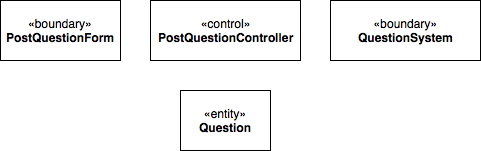 «boundary»
PostQuestionForm
«control»
PostQuestionController
«boundary»
QuestionSystem
«entity»
Question